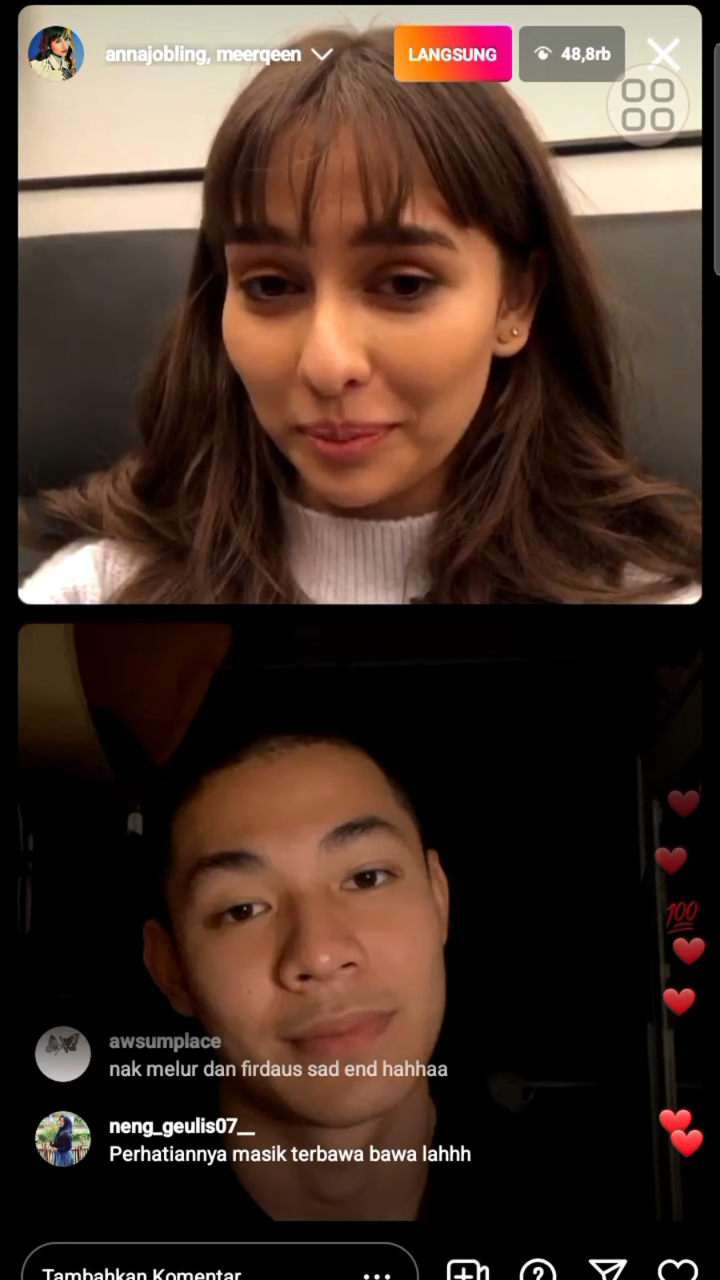 annajobling, meerqeen
LANGSUNG
48,8rb
100
awsumplace
nak melur dan firdaus sad end hahhaa
neng_geulis07__
Perhatiannya masik terbawa bawa lahhh
Tambahkan Komentar